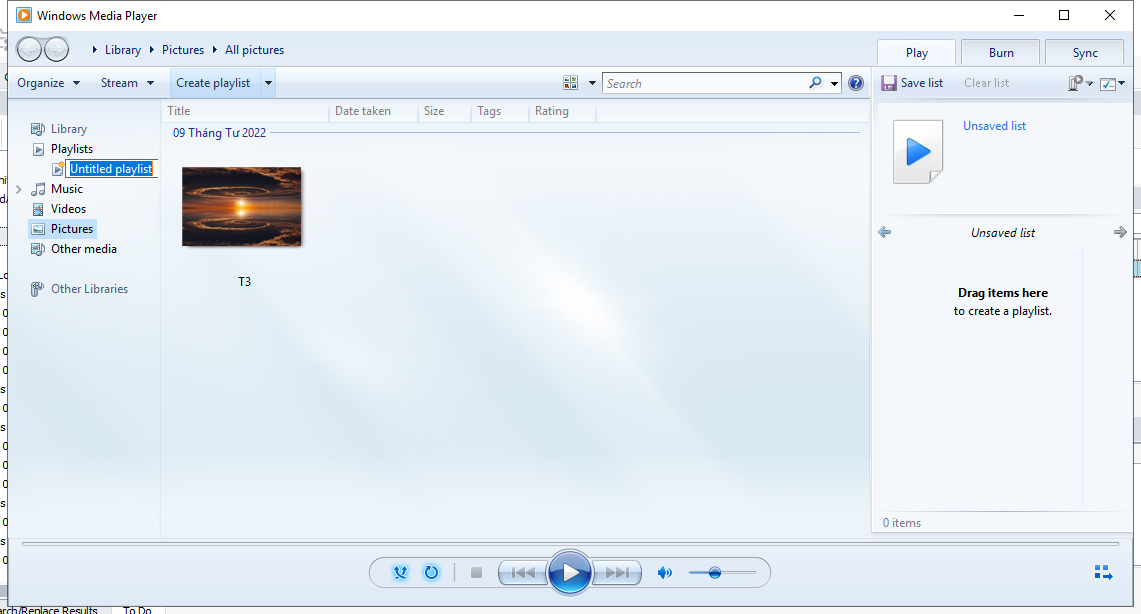 Windows Media Player
Library Pictures All pictures
Play Burn Sync
Organize Stream Create playlist Search Save list Clear list
Title Date taken Size Tags Rating
09 Tháng Tư 2022
T3
Library
Playlists
Untitled playlist
Music
Videos
Pictures
Other media
Other Libraries
Unsaved list
Unsaved list
Drag items here
to create a playlist.
0 items
arch/Replace Results To Do